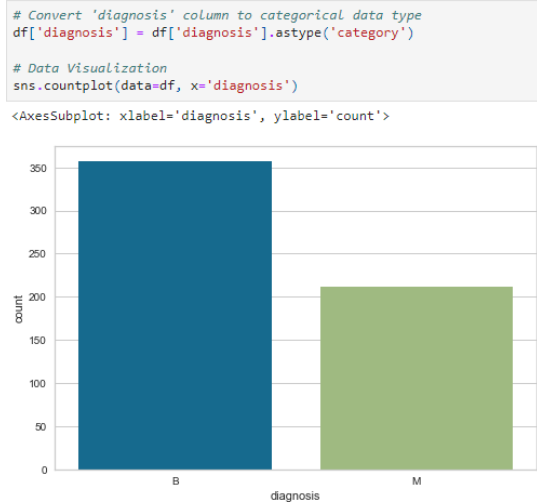 # Convert 'diagnosis' column to categorical data type
df['diagnosis'] = df['diagnosis'].astype('category')
# Data Visualization
sns.countplot(data=df, x='diagnosis')
<AxesSubplot: xlabel='diagnosis', ylabel='count'>
350
300
250
200
150
100
50
0
count
B
M
diagnosis